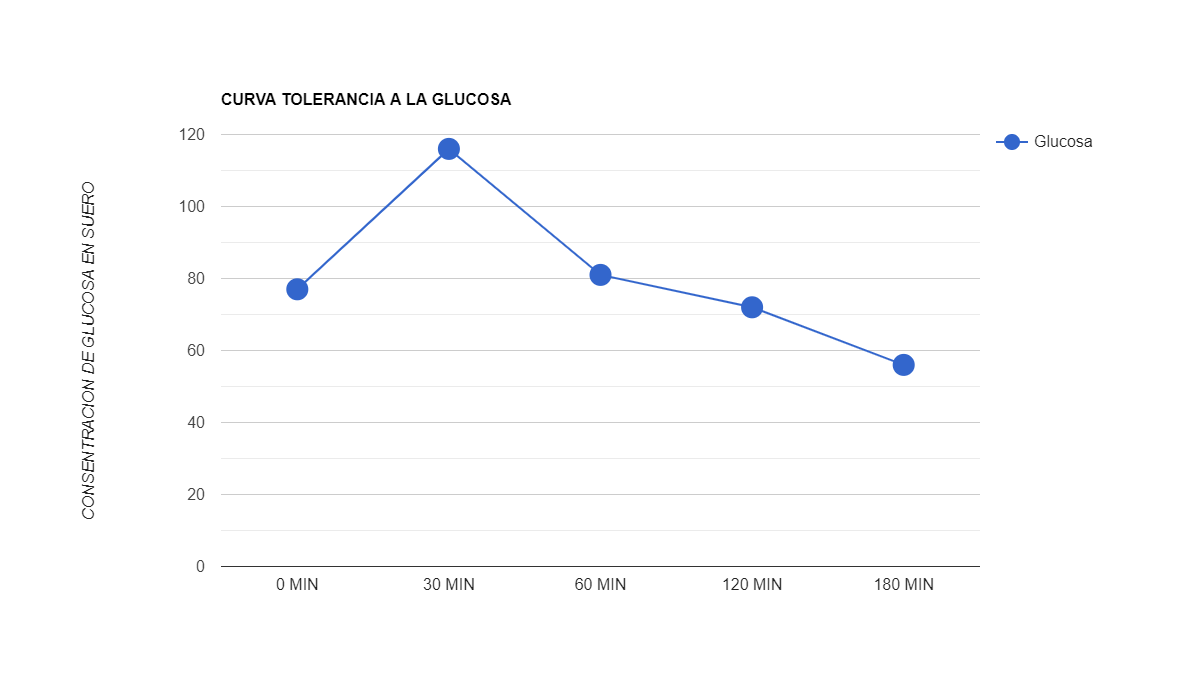 CURVA TOLERANCIA A LA GLUCOSA
Glucosa
CONSENTRACION DE GLUCOSA EN SUERO
120
100
80
60
40
20
0
0 MIN
30 MIN
60 MIN
120 MIN
180 MIN